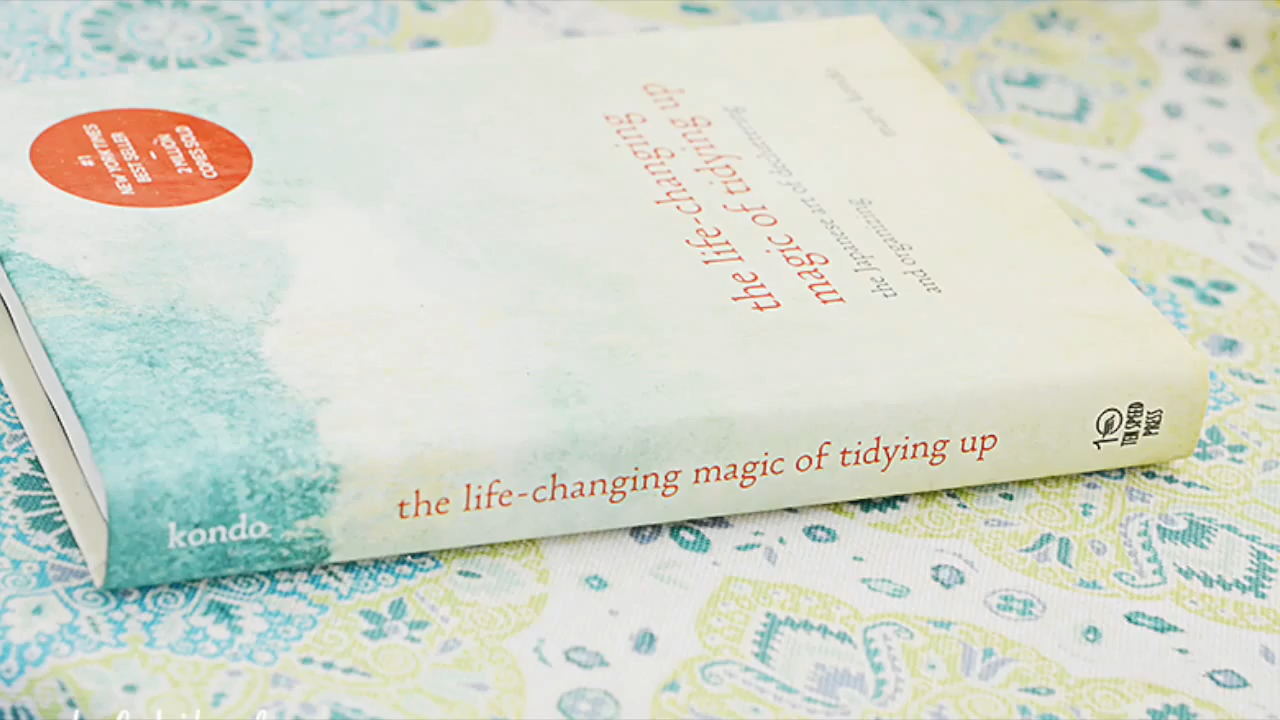 #1
NEW YORK TIMES
BEST SELLER
2 MILLION
COPIES SOLD
the life-changing
magic of tidying up
the Japanese art of decluttering
and organizing
marie kondo
kondo
the life-changing magic of tidying up
TEN SPEED
PRESS